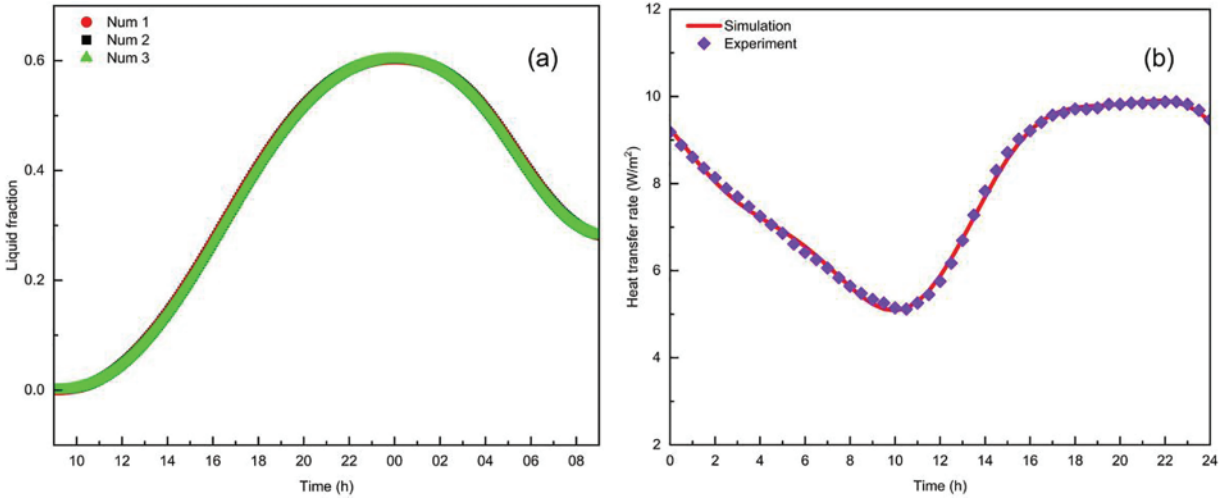 Num 1
Num 2
Num 3
(a)
0.6
0.4
0.2
0.0
Liquid fraction
10 12 14 16 18 20 22 00 02 04 06 08
Time (h)
Simulation
Experiment
(b)
12
10
8
6
4
2
Heat transfer rate (W/m²)
0 2 4 6 8 10 12 14 16 18 20 22 24
Time (h)